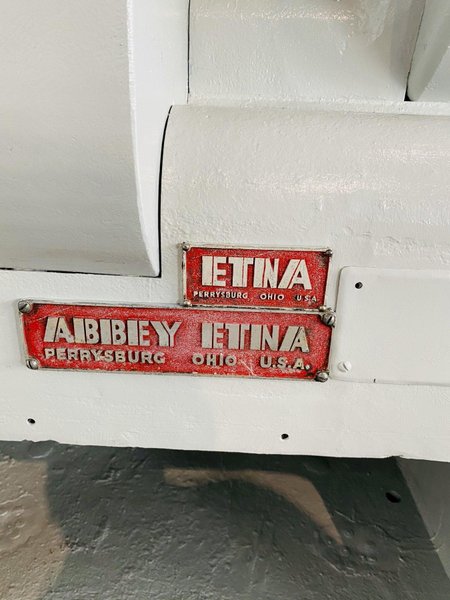 ETNA
PERRYSBURG OHIO U.S.A.
ABBEY ETNA
PERRYSBURG OHIO U.S.A.